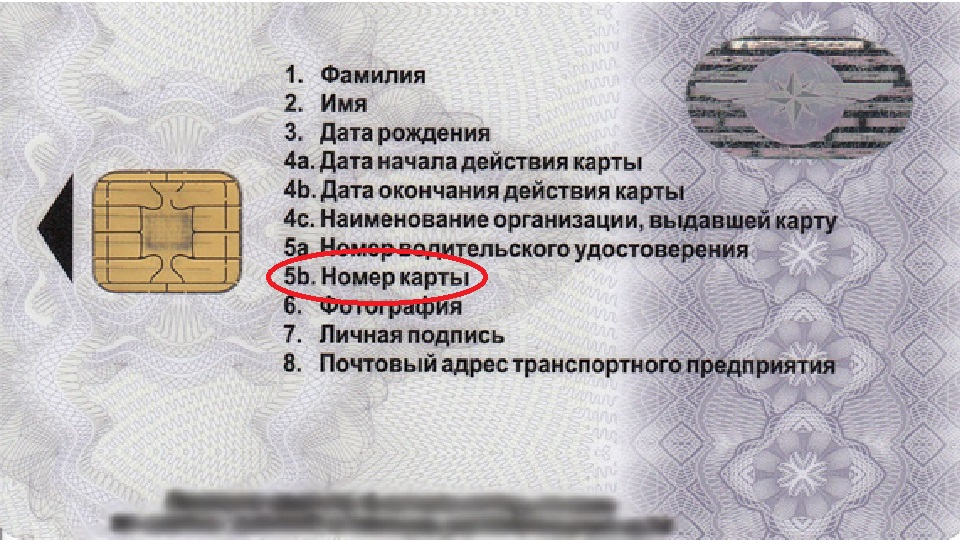 1. Фамилия
2. Имя
3. Дата рождения
4a. Дата начала действия карты
4b. Дата окончания действия карты
4c. Наименование организации, выдавшей карту
5a. Номер водительского удостоверения
5b. Номер карты
6. Фотография
7. Личная подпись
8. Почтовый адрес транспортного предприятия